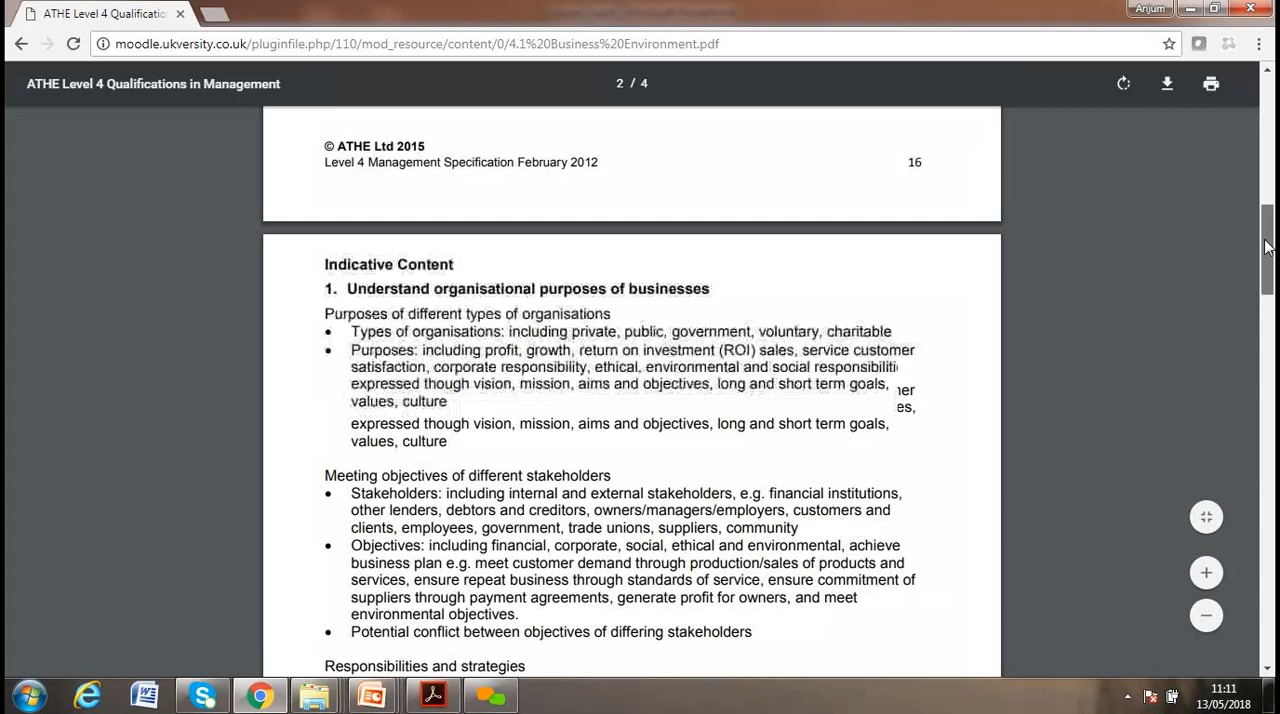 ATHE Level 4 Qualificatio
Anjum
moodle.ukversity.co.uk/pluginfile.php/110/mod_resource/content/0/4.1%20Business%20Environment.pdf
ATHE Level 4 Qualifications in Management
2 / 4
© ATHE Ltd 2015
Level 4 Management Specification February 2012
16
Indicative Content
1. Understand organisational purposes of businesses
Purposes of different types of organisations
• Types of organisations: including private, public, government, voluntary, charitable
• Purposes: including profit, growth, return on investment (ROI) sales, service customer
satisfaction, corporate responsibility, ethical, environmental and social responsibiliti
expressed though vision, mission, aims and objectives, long and short term goals,
values, culture
expressed though vision, mission, aims and objectives, long and short term goals,
values, culture
Meeting objectives of different stakeholders
• Stakeholders: including internal and external stakeholders, e.g. financial institutions,
other lenders, debtors and creditors, owners/managers/employers, customers and
clients, employees, government, trade unions, suppliers, community
• Objectives: including financial, corporate, social, ethical and environmental, achieve
business plan e.g. meet customer demand through production/sales of products and
services, ensure repeat business through standards of service, ensure commitment of
suppliers through payment agreements, generate profit for owners, and meet
environmental objectives.
• Potential conflict between objectives of differing stakeholders
Responsibilities and strategies
11:11
13/05/2018